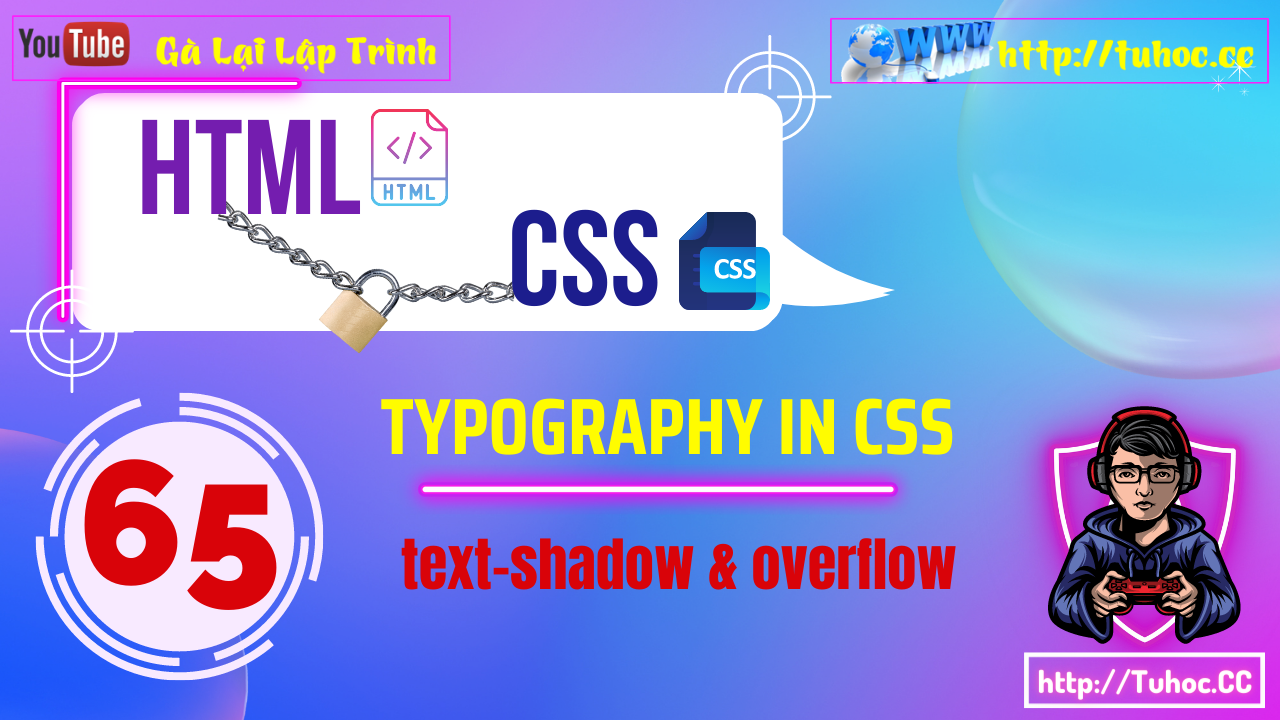 YouTube
Gà Lại Lập Trình
WWW
http://tuhoc.cc
HTML
</>
HTML
CSS
CSS
65
TYPOGRAPHY IN CSS
text-shadow & overflow
http://Tuhoc.CC